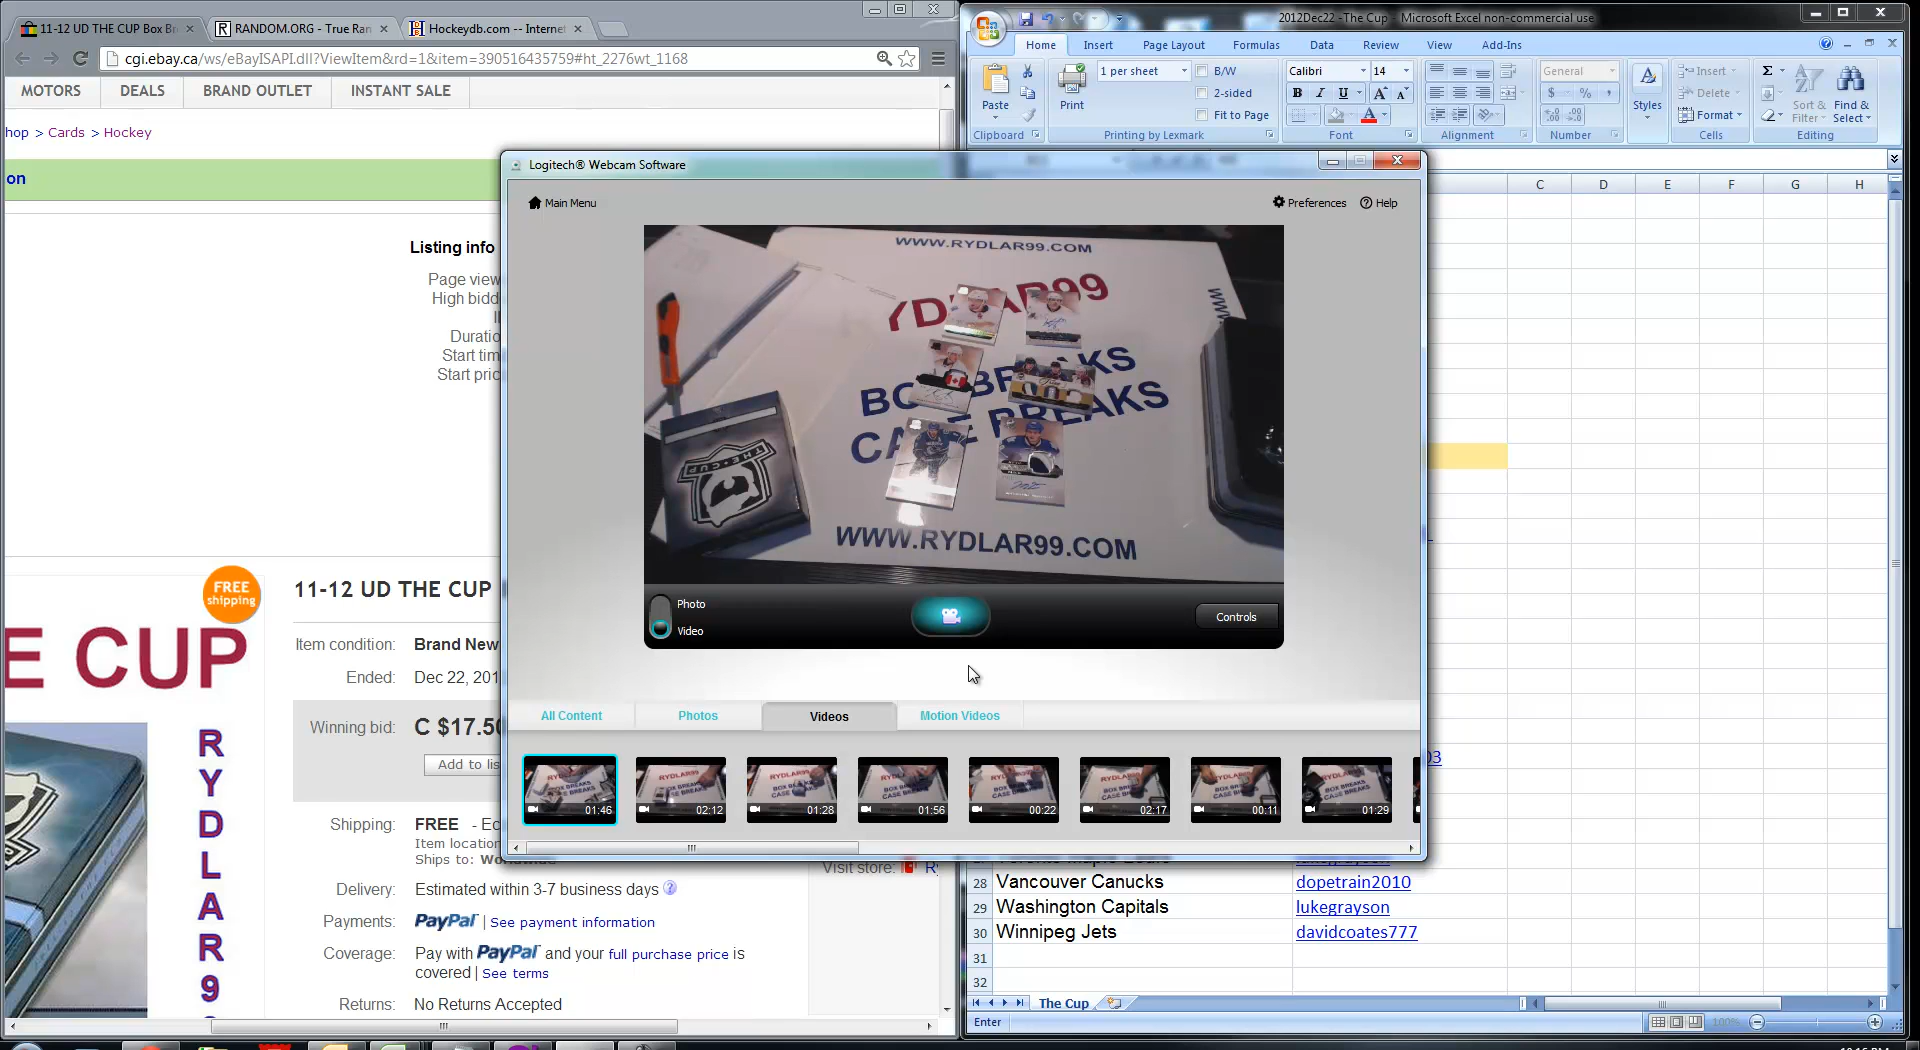 11-12 UD THE CUP Box Br
RANDOM.ORG - True Ran
Hockeydb.com -- Internet
cgi.ebay.ca/ws/eBayISAPI.dll?ViewItem&rd=1&item=390516435759#ht_2276wt_1168
MOTORS
DEALS
BRAND OUTLET
INSTANT SALE
hop > Cards > Hockey
on
Listing info
Page view
High bidd
Duratio
Start tim
Start pric
FREE
shipping
11-12 UD THE CUP
E CUP
R
Y
D
L
A
R
9
Item condition: Brand New
Ended: Dec 22, 201
Winning bid: C $17.50
Add to lis
Shipping: FREE - Ec
Item location
Ships to: Worldwide
Visit store: Ry
Delivery: Estimated within 3-7 business days
Payments: PayPal | See payment information
Coverage: Pay with PayPal and your full purchase price is
covered | See terms
Returns: No Returns Accepted
Logitech® Webcam Software
Main Menu
Preferences
Help
WWW.RYDLAR99.COM
RYDLAR99
BOX BREAKS
CASE BREAKS
THE CUP
WWW.RYDLAR99.COM
Photo
Video
Controls
All Content
Photos
Videos
Motion Videos
01:46
02:12
01:28
01:56
00:22
02:17
00:11
01:29
2012Dec22 -The Cup - Microsoft Excel non-commercial use
Home
Insert
Page Layout
Formulas
Data
Review
View
Add-Ins
Paste
Clipboard
Print
1 per sheet
B/W
2-sided
Fit to Page
Printing by Lexmark
Calibri
14
B I U
Font
Alignment
General
$ % ,
Number
Styles
Insert
Delete
Format
Cells
Sort &
Filter
Find &
Select
Editing
C D E F G H
03
28 Vancouver Canucks dopetrain2010
29 Washington Capitals lukegrayson
30 Winnipeg Jets davidcoates777
31
32
The Cup
Enter
100%